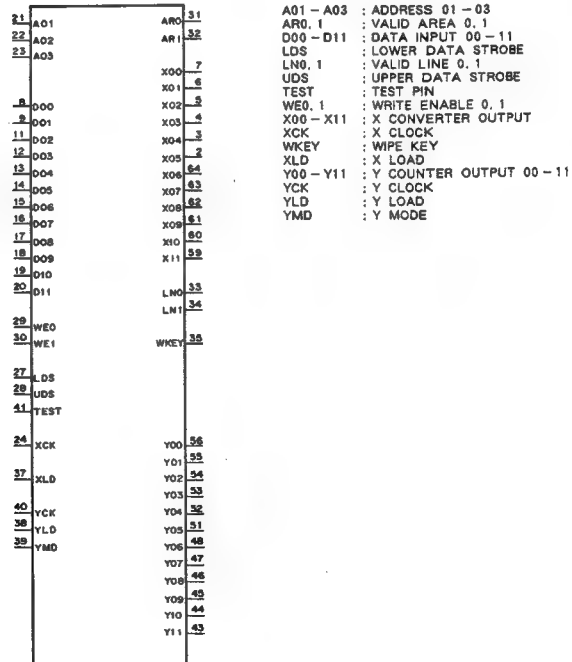 21 A01
22 A02
23 A03
8 D00
9 D01
11 D02
12 D03
13 D04
14 D05
15 D06
16 D07
17 D08
18 D09
19 D10
20 D11
29 WE0
30 WE1
27 LDS
28 UDS
41 TEST
24 XCK
37 XLD
40 YCK
38 YLD
39 YMD
AR0 31
AR1 32
X00 7
X01 6
X02 5
X03 4
X04 3
X05 2
X06 64
X07 63
X08 62
X09 61
X10 60
X11 59
LN0 33
LN1 34
WKEY 35
Y00 56
Y01 55
Y02 54
Y03 53
Y04 52
Y05 51
Y06 48
Y07 47
Y08 46
Y09 45
Y10 44
Y11 43
A01 – A03 : ADDRESS 01 – 03
AR0, 1 : VALID AREA 0, 1
D00 – D11 : DATA INPUT 00 – 11
LDS : LOWER DATA STROBE
LN0, 1 : VALID LINE 0, 1
UDS : UPPER DATA STROBE
TEST : TEST PIN
WE0, 1 : WRITE ENABLE 0, 1
X00 – X11 : X CONVERTER OUTPUT
XCK : X CLOCK
WKEY : WIPE KEY
XLD : X LOAD
Y00 – Y11 : Y COUNTER OUTPUT 00 – 11
YCK : Y CLOCK
YLD : Y LOAD
YMD : Y MODE